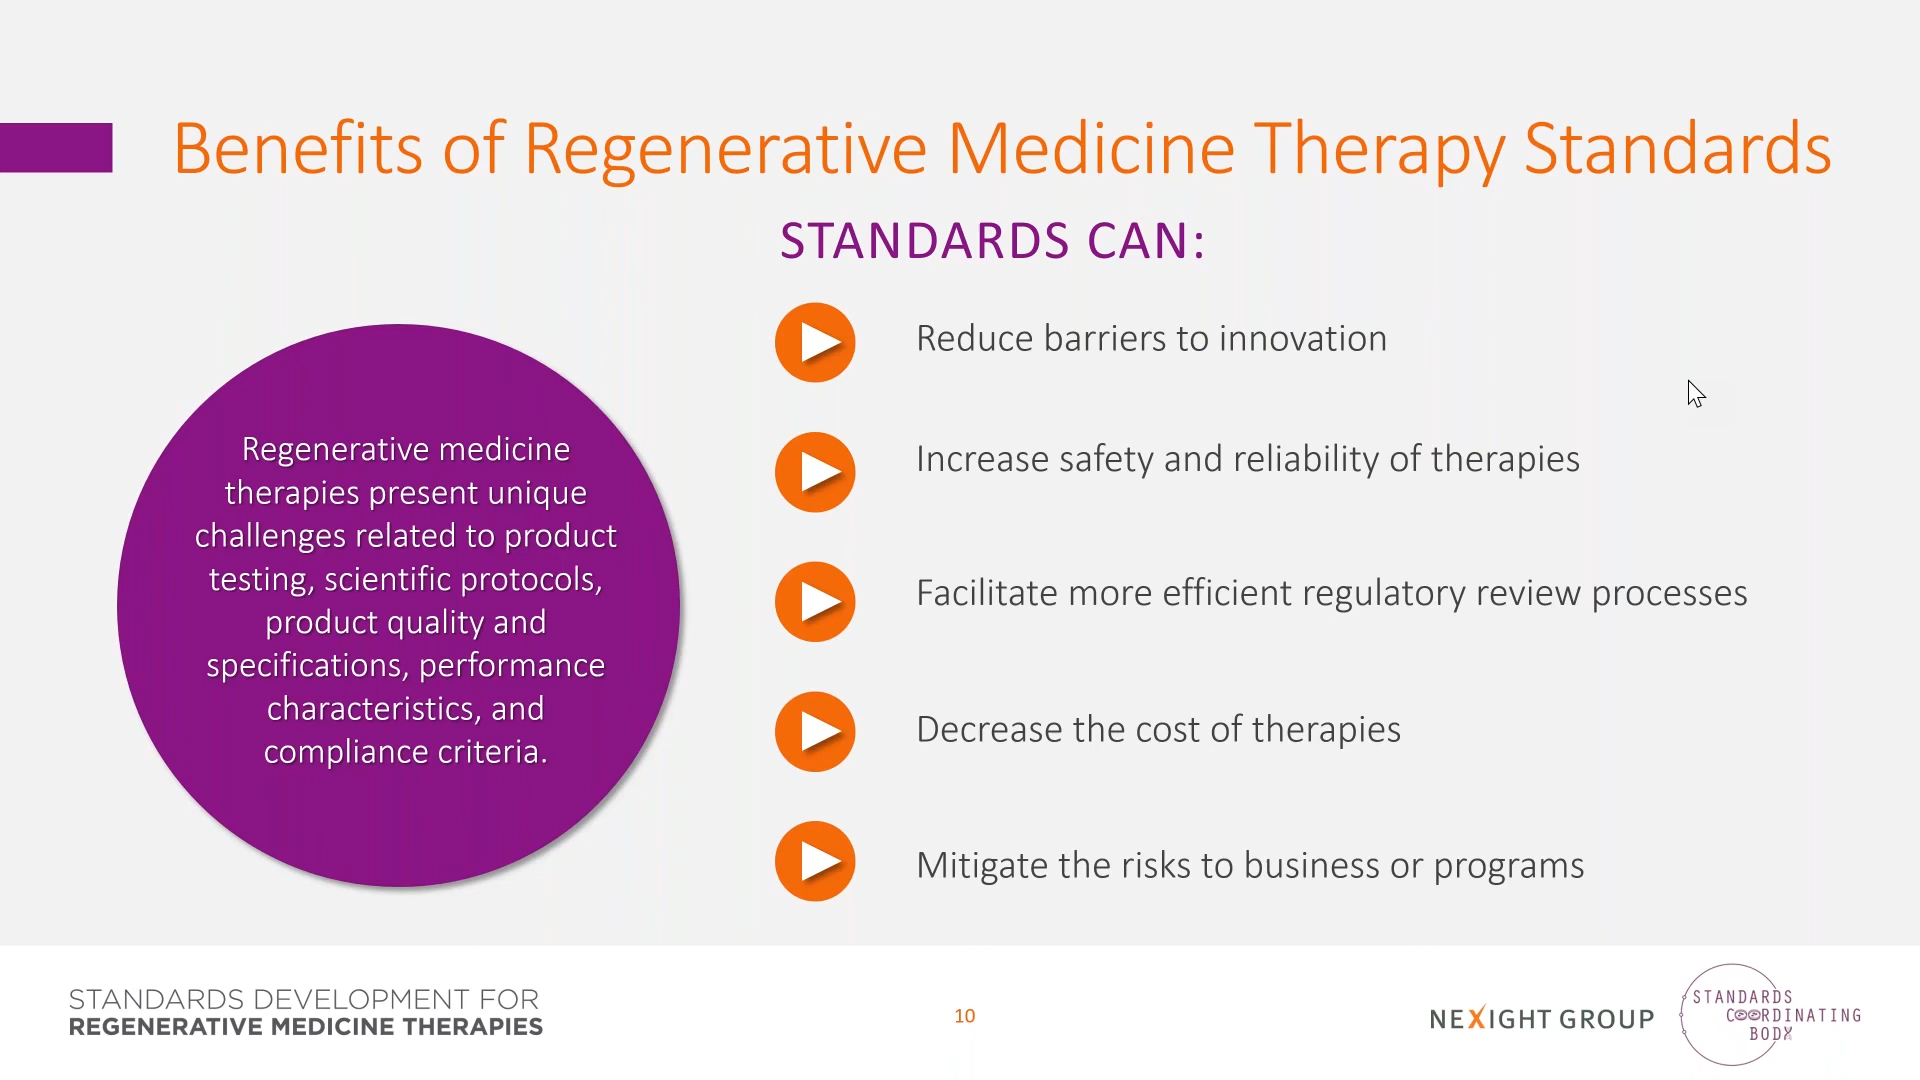 Benefits of Regenerative Medicine Therapy Standards
STANDARDS CAN:
Regenerative medicine
therapies present unique
challenges related to product
testing, scientific protocols,
product quality and
specifications, performance
characteristics, and
compliance criteria.
Reduce barriers to innovation
Increase safety and reliability of therapies
Facilitate more efficient regulatory review processes
Decrease the cost of therapies
Mitigate the risks to business or programs
STANDARDS DEVELOPMENT FOR
REGENERATIVE MEDICINE THERAPIES
10
NEXIGHT GROUP
STANDARDS
COORDINATING
BODY